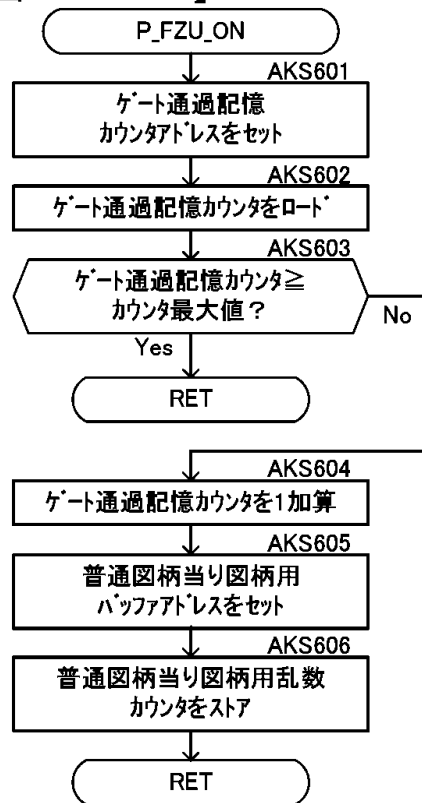 P_FZU_ON
AKS601
ゲート通過記憶
カウンタアドレスをセット
AKS602
ゲート通過記憶カウンタをロード
AKS603
ゲート通過記憶カウンタ≧
カウンタ最大値？
No
Yes
RET
AKS604
ゲート通過記憶カウンタを1加算
AKS605
普通図柄当り図柄用
バッファアドレスをセット
AKS606
普通図柄当り図柄用乱数
カウンタをストア
RET